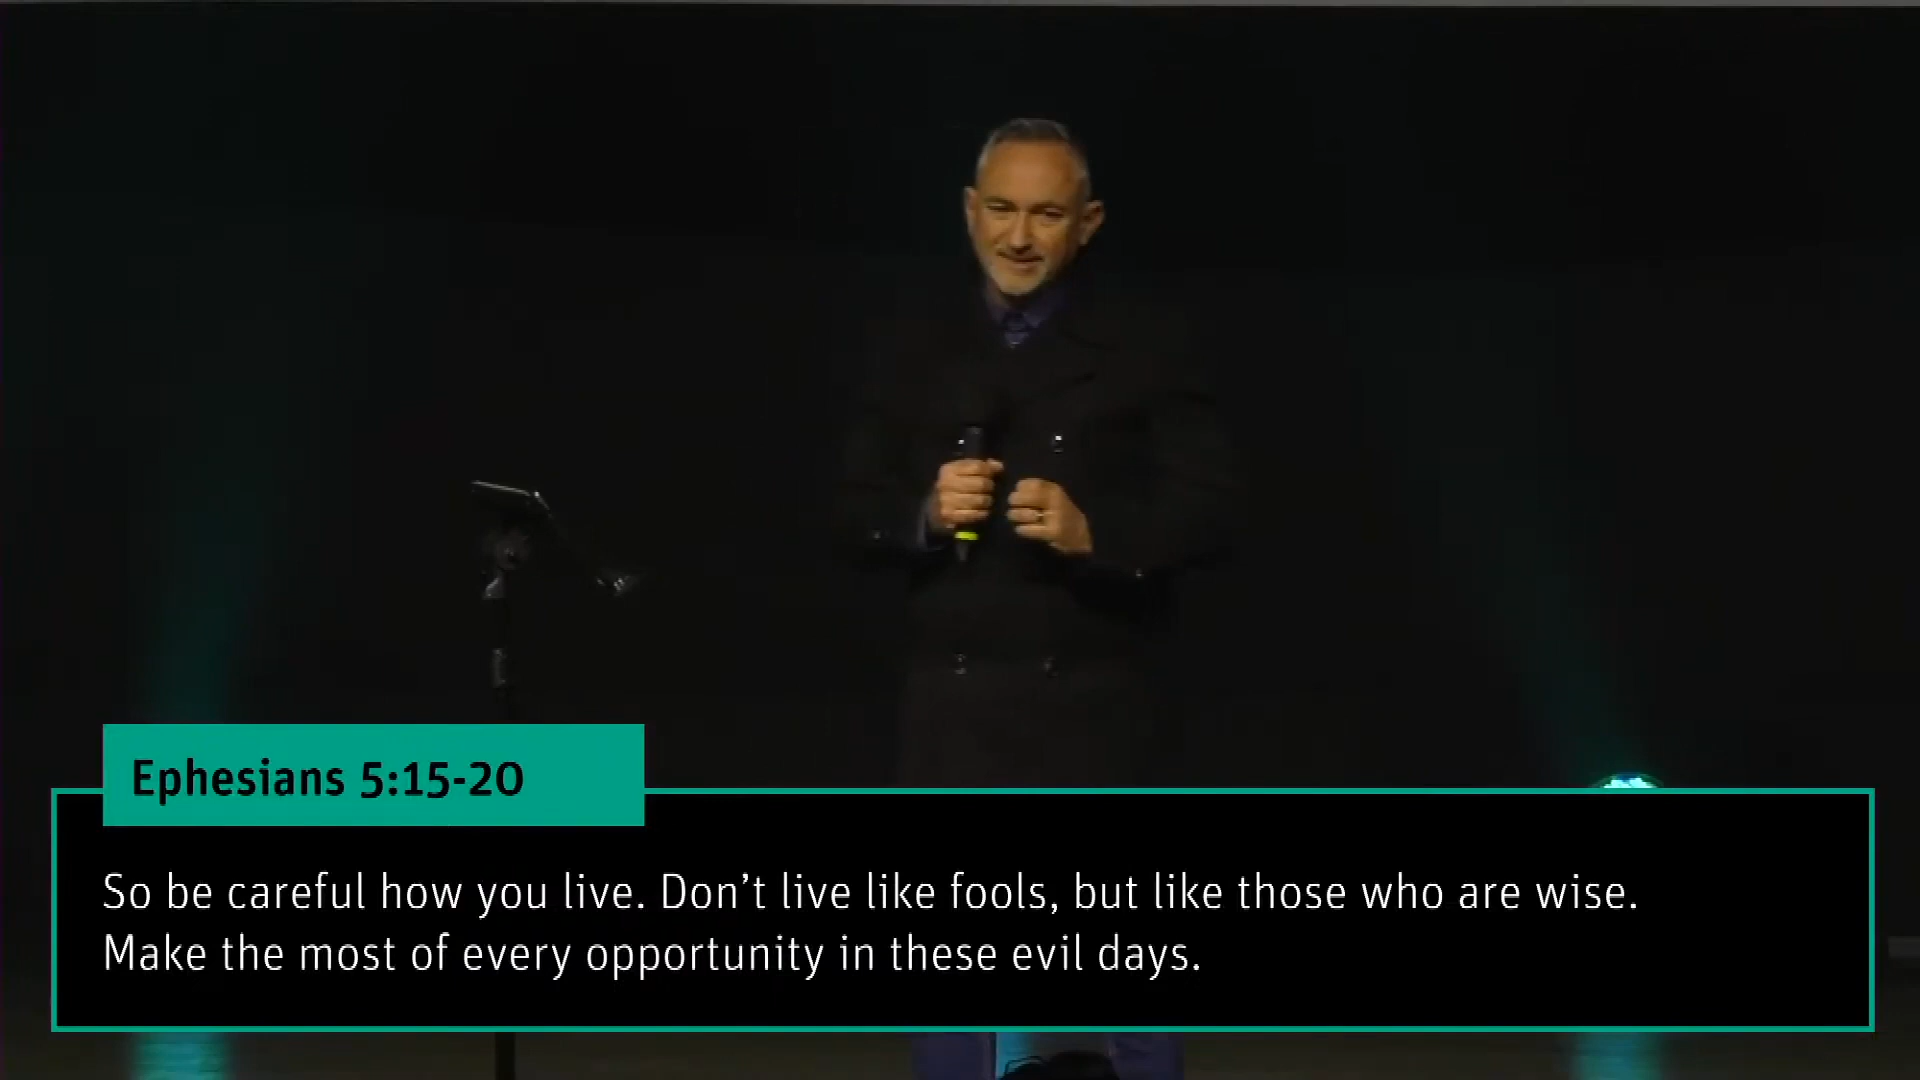 Ephesians 5:15-20
So be careful how you live. Don’t live like fools, but like those who are wise.
Make the most of every opportunity in these evil days.